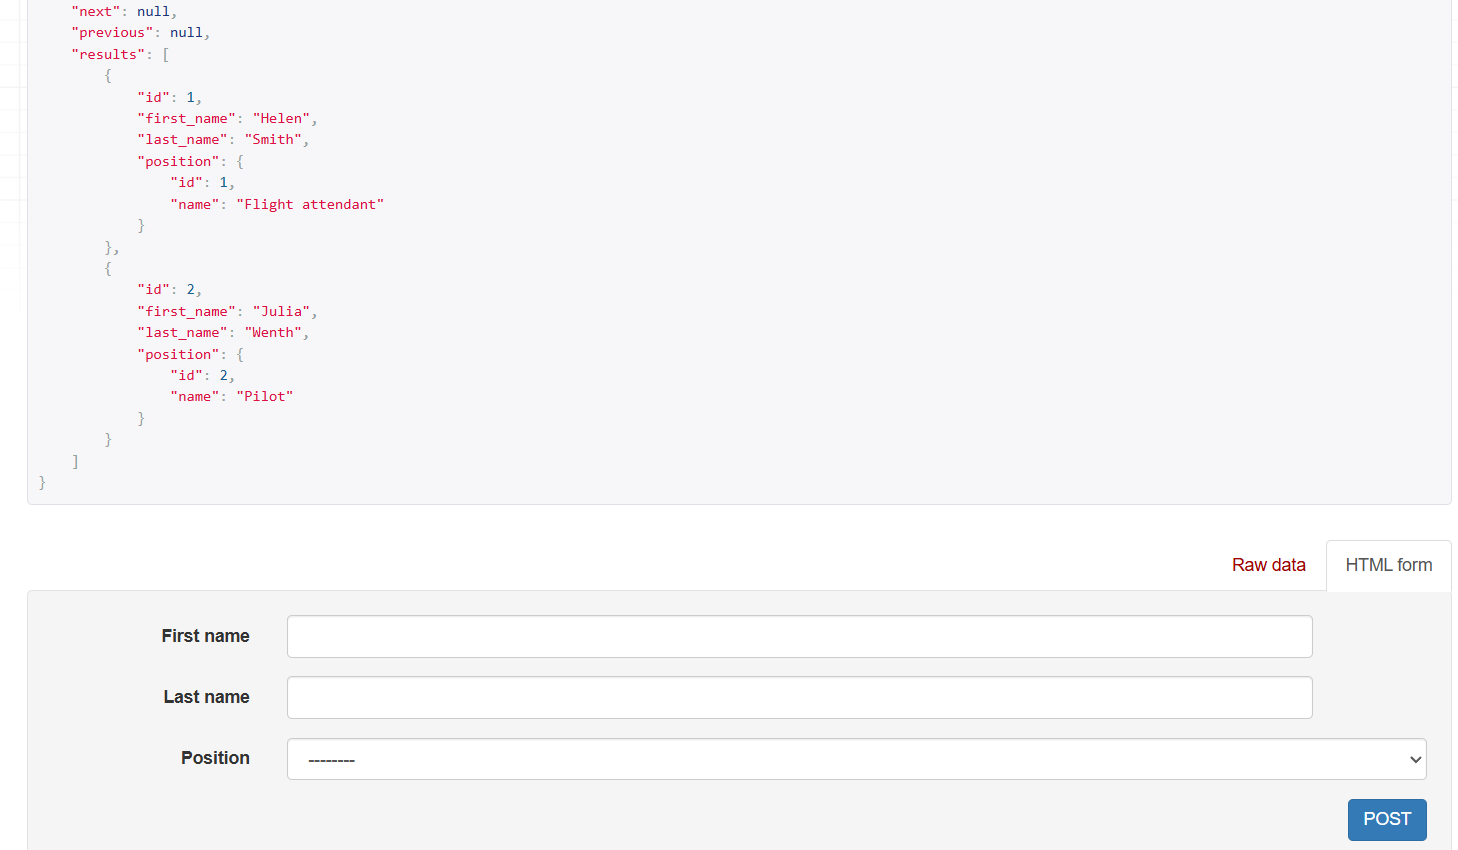 "next": null,
"previous": null,
"results": [
{
"id": 1,
"first_name": "Helen",
"last_name": "Smith",
"position": {
"id": 1,
"name": "Flight attendant"
}
},
{
"id": 2,
"first_name": "Julia",
"last_name": "Wenth",
"position": {
"id": 2,
"name": "Pilot"
}
}
]
}
Raw data HTML form
First name
Last name
Position --------
POST